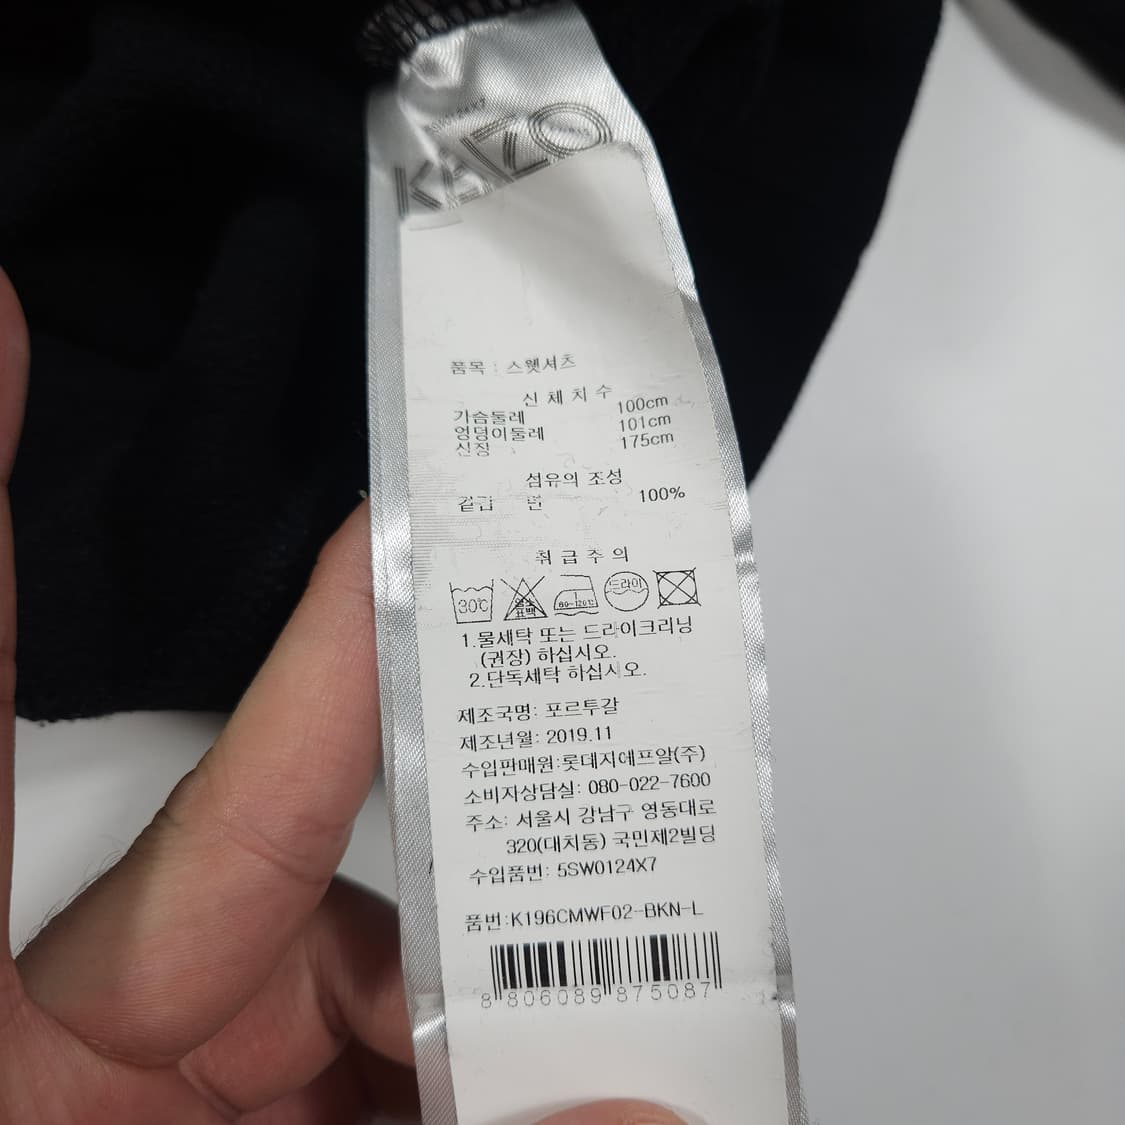 KENZO
품목 : 스웻셔츠
신 체 치 수
가슴둘레 100cm
엉덩이둘레 101cm
신장 175cm
섬유의 조성
겉감 면 100%
취 급 주 의
30℃ 염소 표백 1 80~120℃ 드라이
1.물세탁 또는 드라이크리닝
(권장) 하십시오.
2.단독세탁 하십시오.
제조국명: 포르투갈
제조년월: 2019.11
수입판매원:롯데지에프알(주)
소비자상담실: 080-022-7600
주소: 서울시 강남구 영동대로
320(대치동) 국민제2빌딩
수입품번: 5SW0124X7
품번:K196CMWF02-BKN-L
8 806089 875087